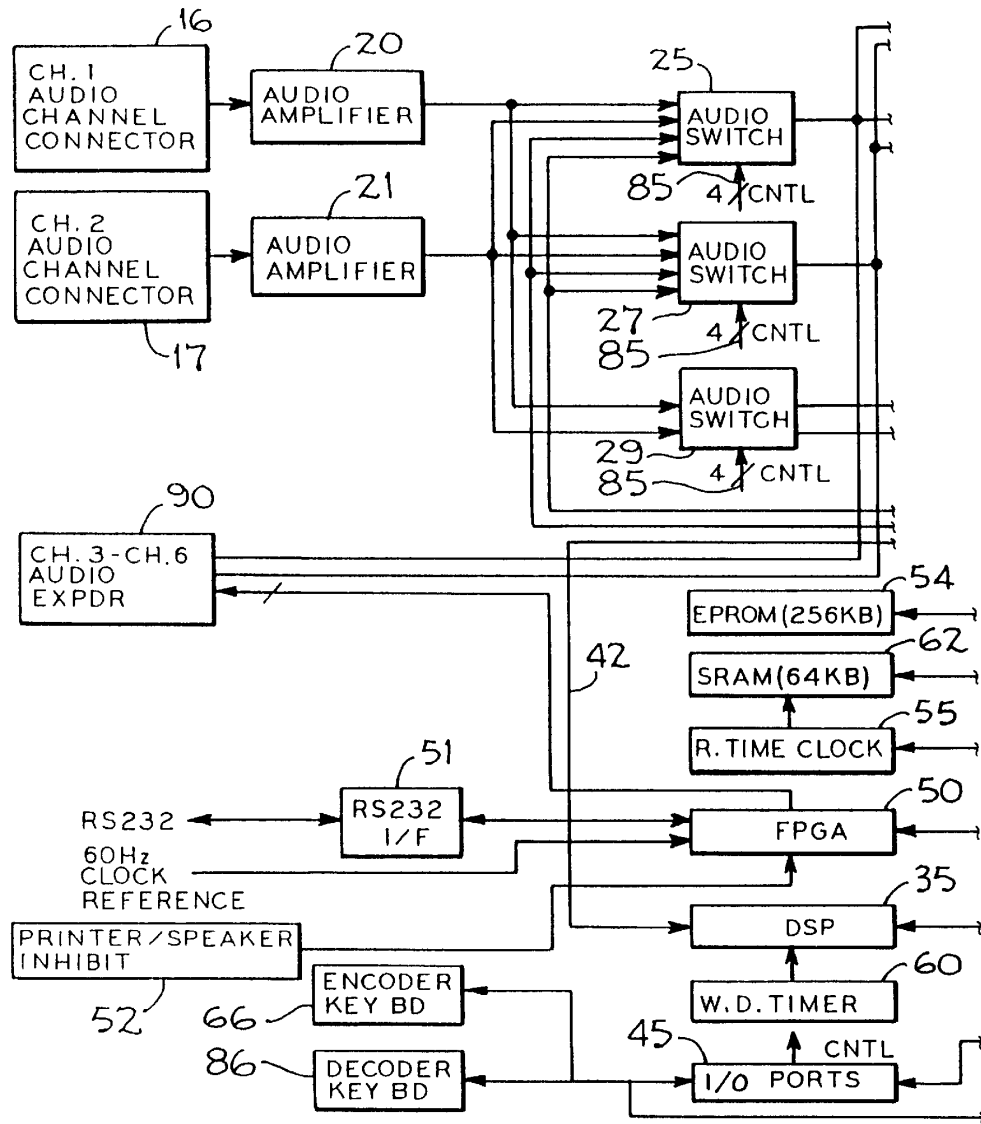 16
CH. 1
AUDIO
CHANNEL
CONNECTOR
20
AUDIO
AMPLIFIER
25
AUDIO
SWITCH
85
4
CNTL
CH. 2
AUDIO
CHANNEL
CONNECTOR
17
21
AUDIO
AMPLIFIER
AUDIO
SWITCH
27
85
4
CNTL
AUDIO
SWITCH
29
85
4
CNTL
90
CH. 3-CH. 6
AUDIO
EXPDR
42
54
EPROM (256KB)
62
SRAM (64KB)
55
R. TIME CLOCK
51
RS232
I/F
RS232
50
FPGA
60Hz
CLOCK
REFERENCE
35
DSP
PRINTER/SPEAKER
INHIBIT
52
60
W. D. TIMER
ENCODER
KEY BD
66
45
CNTL
I/O PORTS
86
DECODER
KEY BD